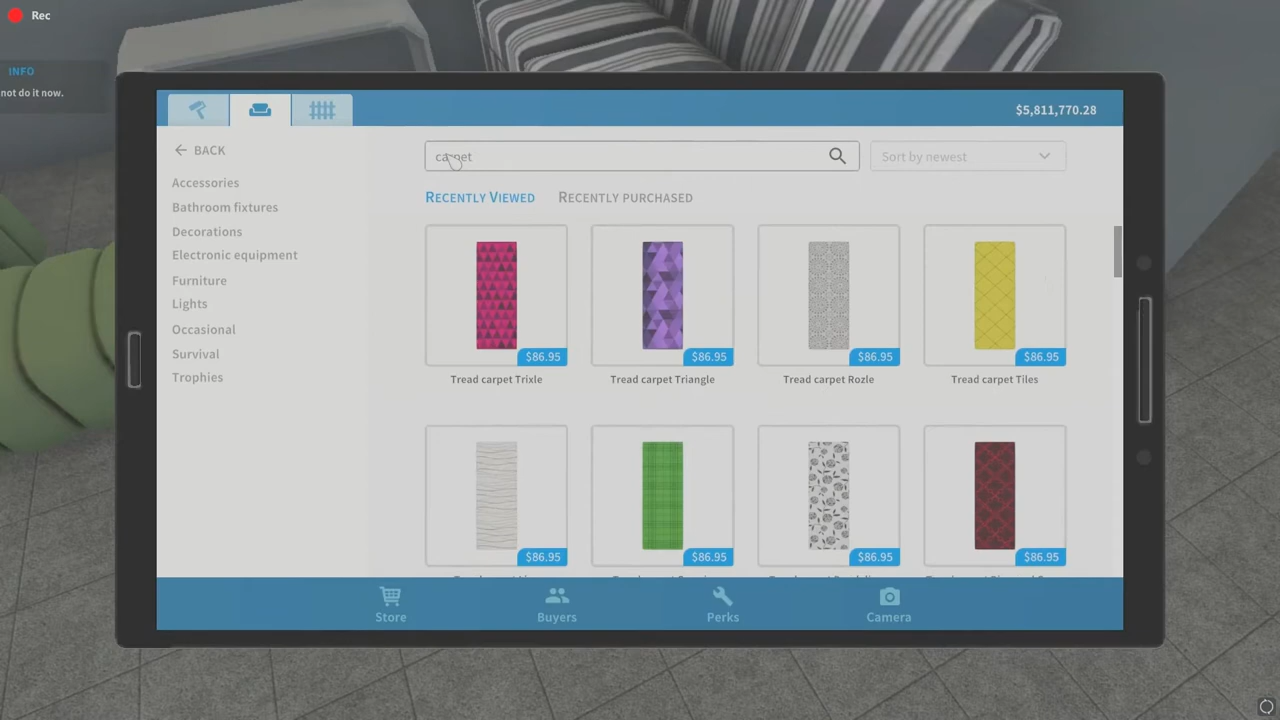 Rec
INFO
not do it now.
$5,811,770.28
BACK
carpet
Sort by newest
Accessories
Bathroom fixtures
Decorations
Electronic equipment
Furniture
Lights
Occasional
Survival
Trophies
RECENTLY VIEWED RECENTLY PURCHASED
$86.95 $86.95 $86.95 $86.95
Tread carpet Trixle Tread carpet Triangle Tread carpet Rozle Tread carpet Tiles
$86.95 $86.95 $86.95 $86.95
Store Buyers Perks Camera